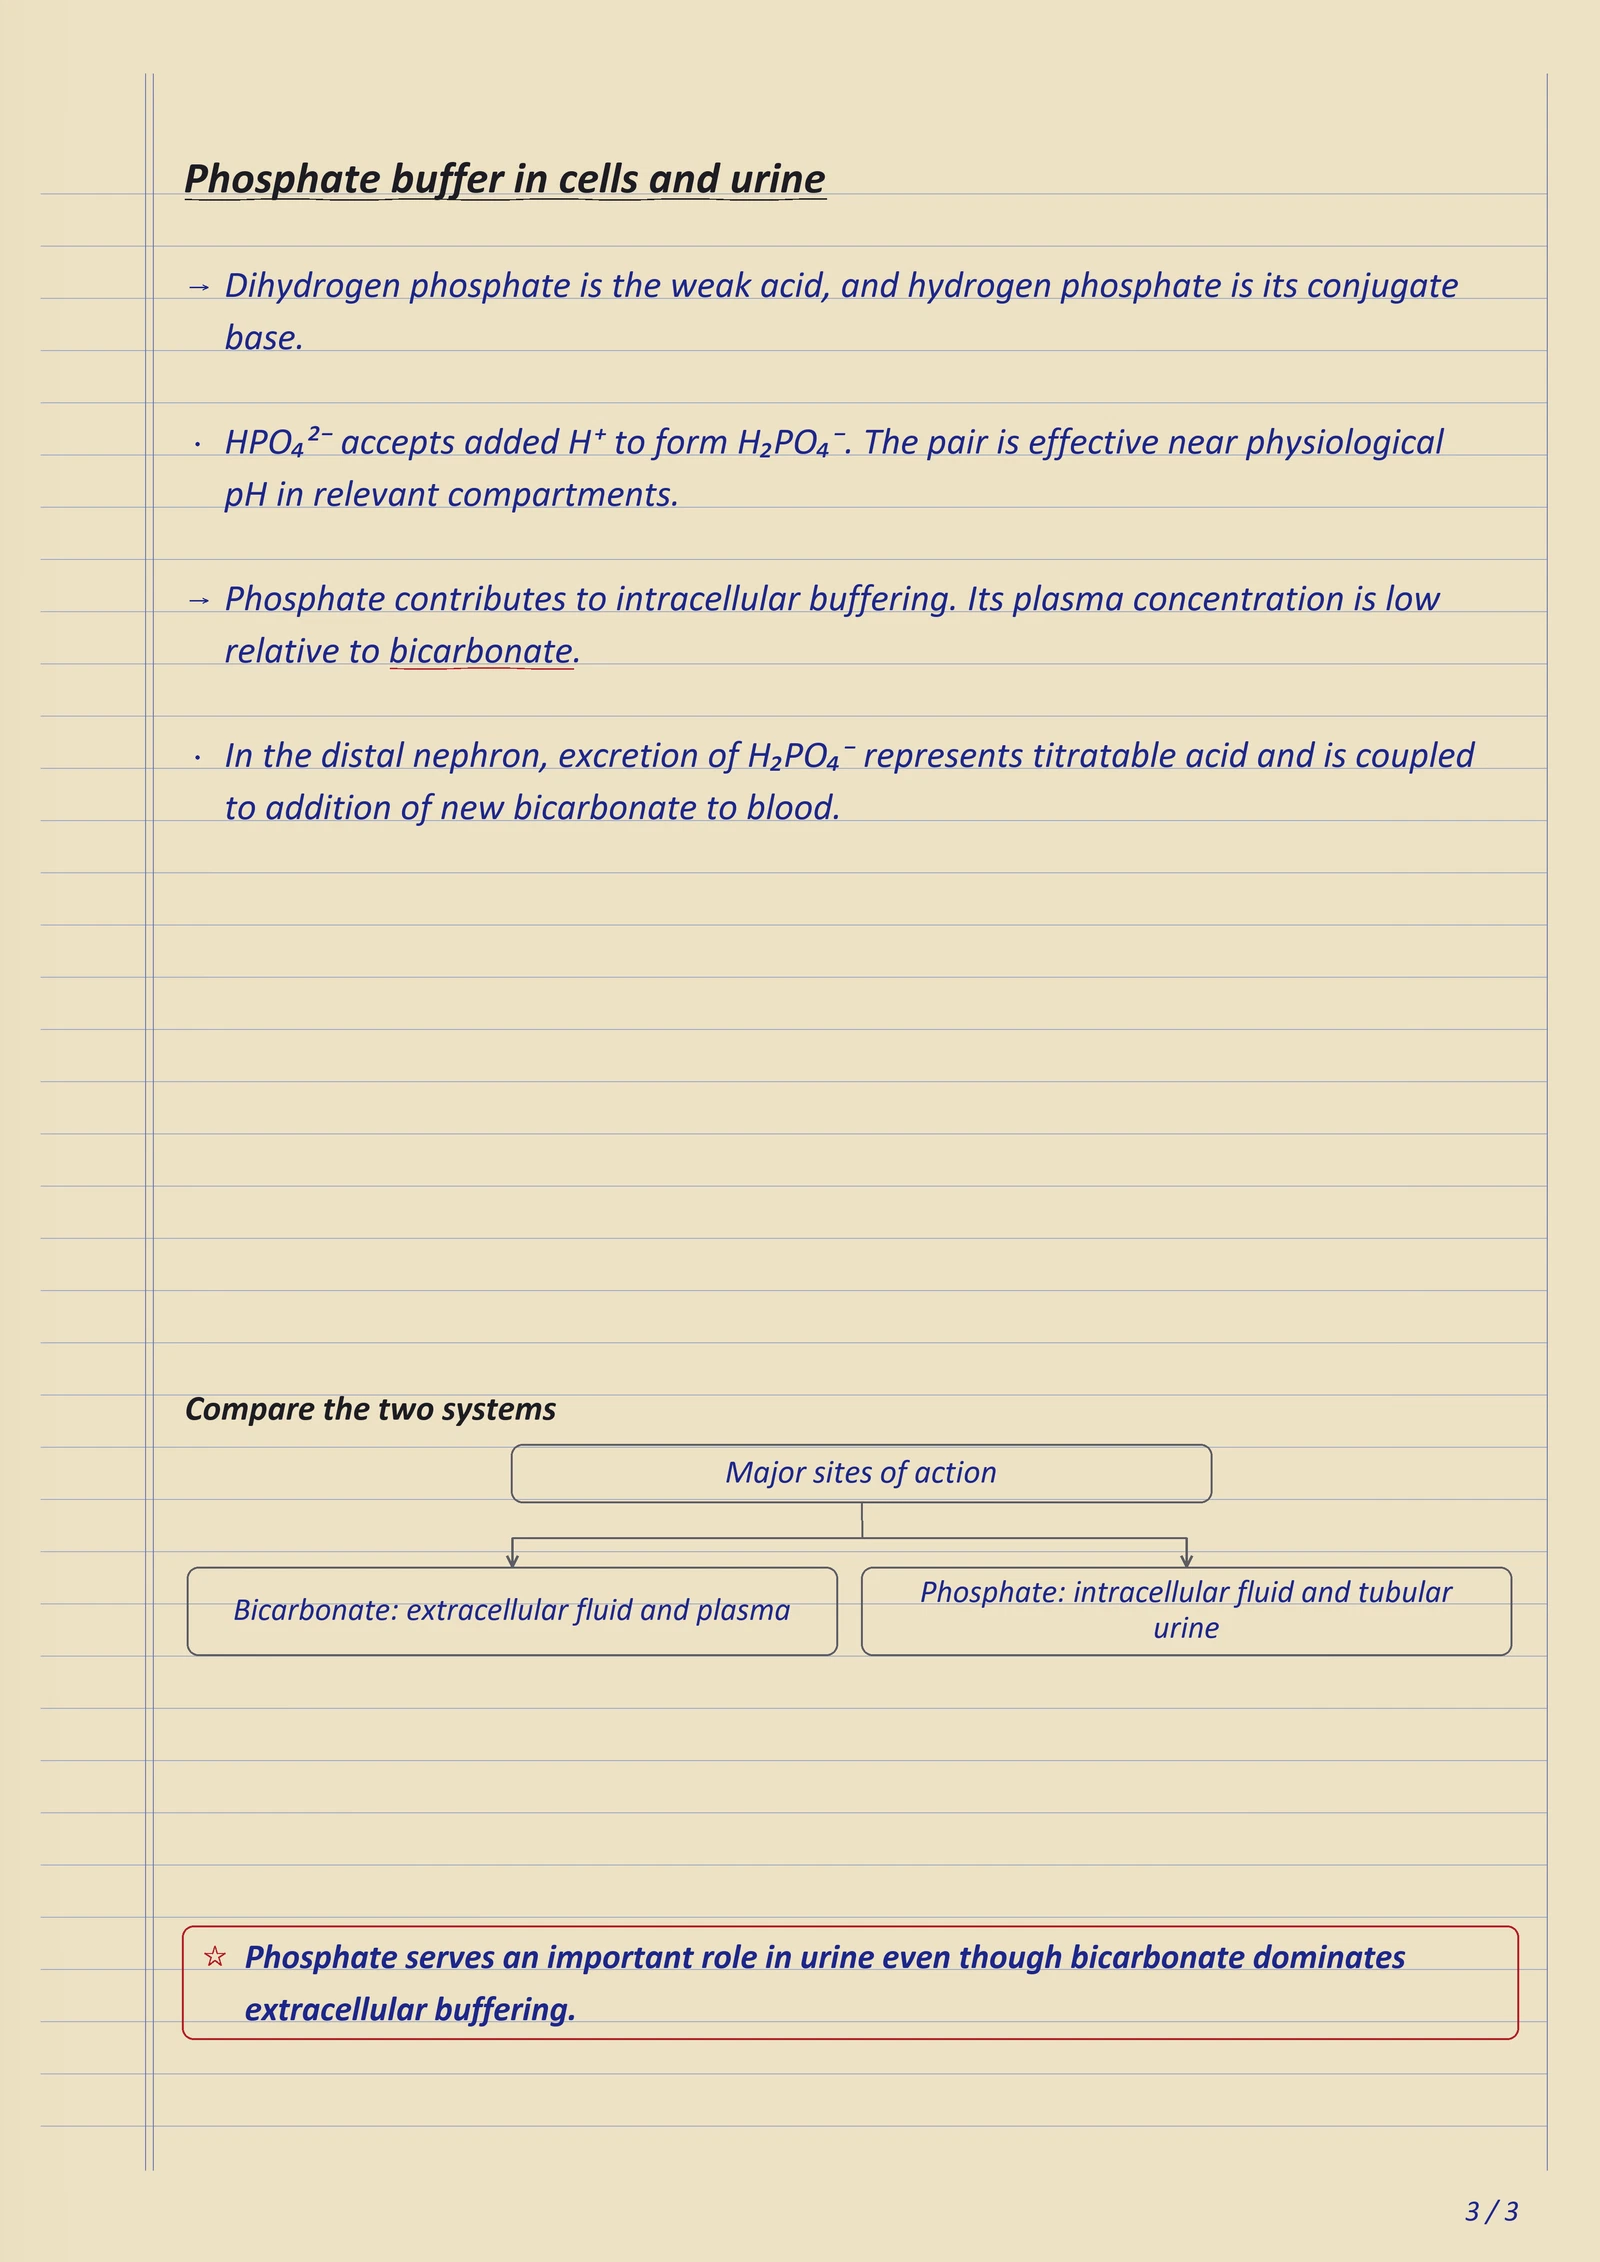 Phosphate buffer in cells and urine
→ Dihydrogen phosphate is the weak acid, and hydrogen phosphate is its conjugate
base.
· HPO₄²⁻ accepts added H⁺ to form H₂PO₄⁻. The pair is effective near physiological
pH in relevant compartments.
→ Phosphate contributes to intracellular buffering. Its plasma concentration is low
relative to bicarbonate.
· In the distal nephron, excretion of H₂PO₄⁻ represents titratable acid and is coupled
to addition of new bicarbonate to blood.
Compare the two systems
Major sites of action
Bicarbonate: extracellular fluid and plasma
Phosphate: intracellular fluid and tubular
urine
☆ Phosphate serves an important role in urine even though bicarbonate dominates
extracellular buffering.
3 / 3